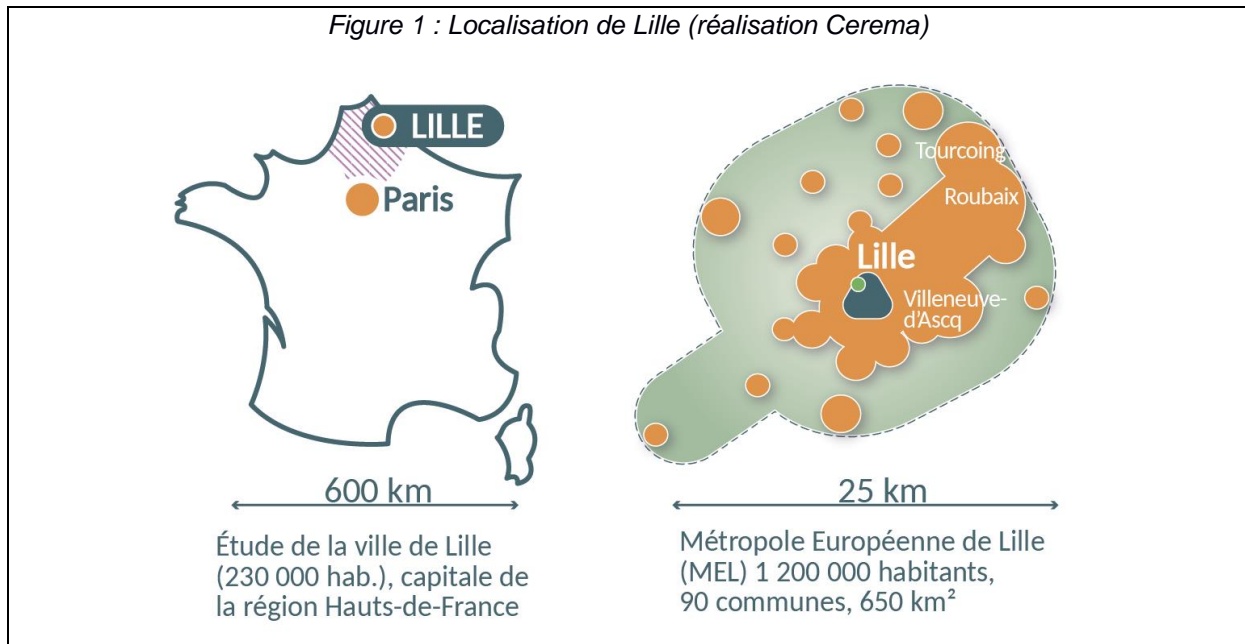 Figure 1 : Localisation de Lille (réalisation Cerema)
LILLE
Paris
600 km
Étude de la ville de Lille
(230 000 hab.), capitale de
la région Hauts-de-France
Tourcoing
Roubaix
Lille
Villeneuve-
d'Ascq
25 km
Métropole Européenne de Lille
(MEL) 1 200 000 habitants,
90 communes, 650 km²